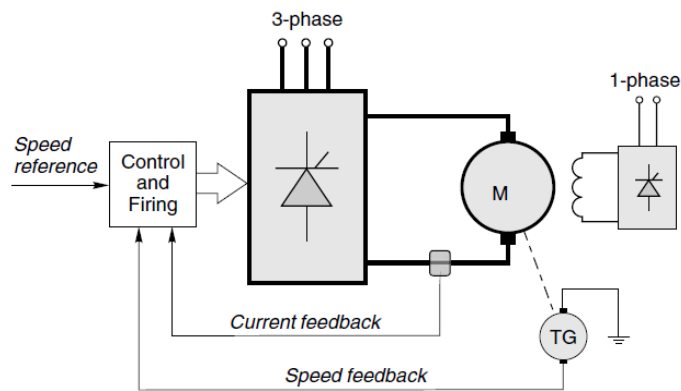 3-phase
1-phase
Speed
reference
Control
and
Firing
M
Current feedback
TG
Speed feedback